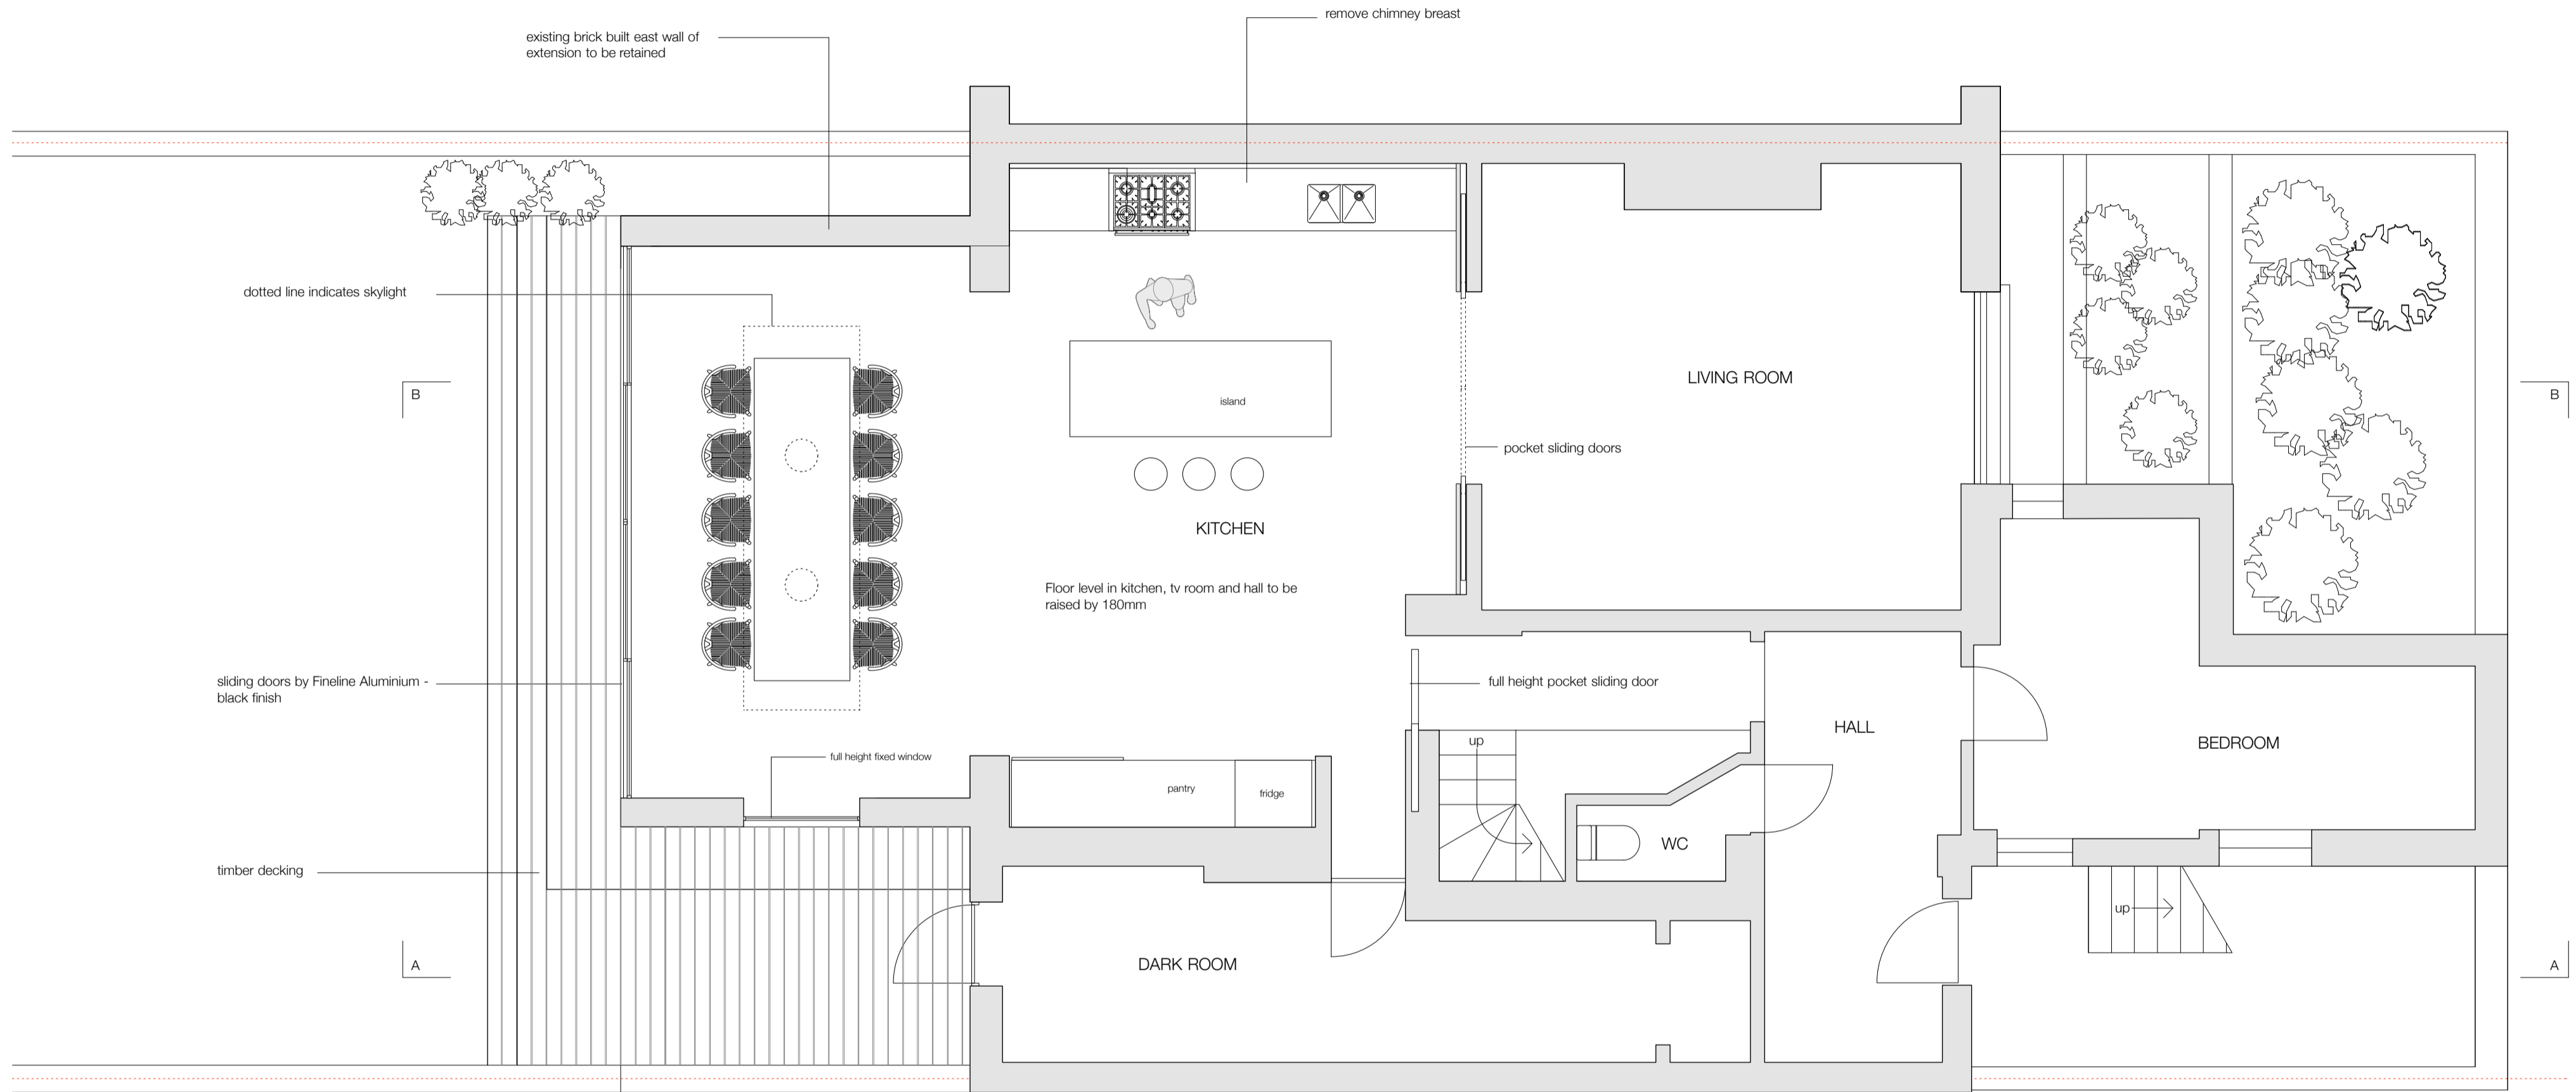 remove chimney breast
existing brick built east wall of
extension to be retained
dotted line indicates skylight
LIVING ROOM
B
B
island
pocket sliding doors
KITCHEN
Floor level in kitchen, tv room and hall to be
raised by 180mm
sliding doors by Fineline Aluminium -
black finish
full height pocket sliding door
HALL
up
BEDROOM
full height fixed window
pantry
fridge
WC
timber decking
up
DARK ROOM
A
A